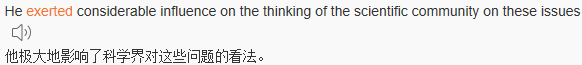 He exerted considerable influence on the thinking of the scientific community on these issues
他极大地影响了科学界对这些问题的看法。